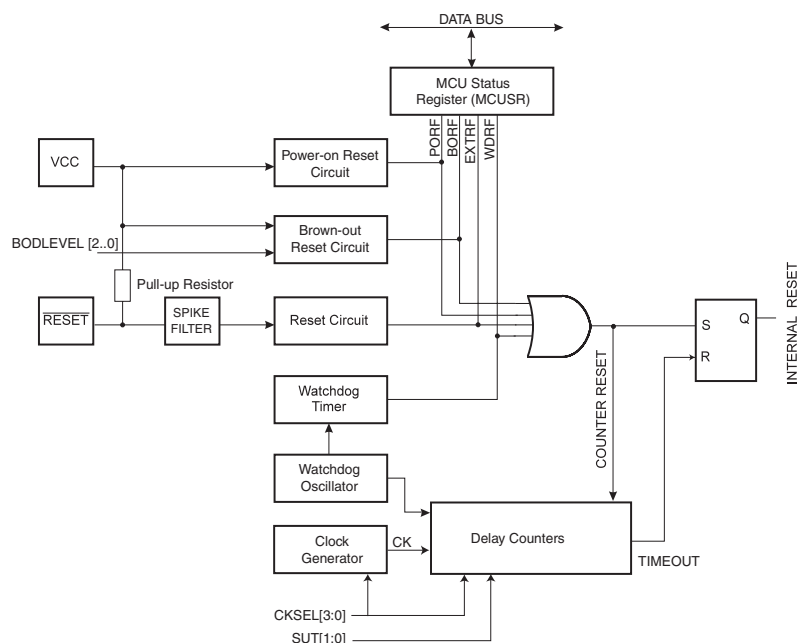 DATA BUS
MCU Status
Register (MCUSR)
PORF
BORF
EXTRF
WDRF
VCC
Power-on Reset
Circuit
BODLEVEL [2..0]
Brown-out
Reset Circuit
Pull-up Resistor
RESET
SPIKE
FILTER
Reset Circuit
S
Q
R
INTERNAL RESET
COUNTER RESET
Watchdog
Timer
Watchdog
Oscillator
Clock
Generator
CK
Delay Counters
TIMEOUT
CKSEL[3:0]
SUT[1:0]